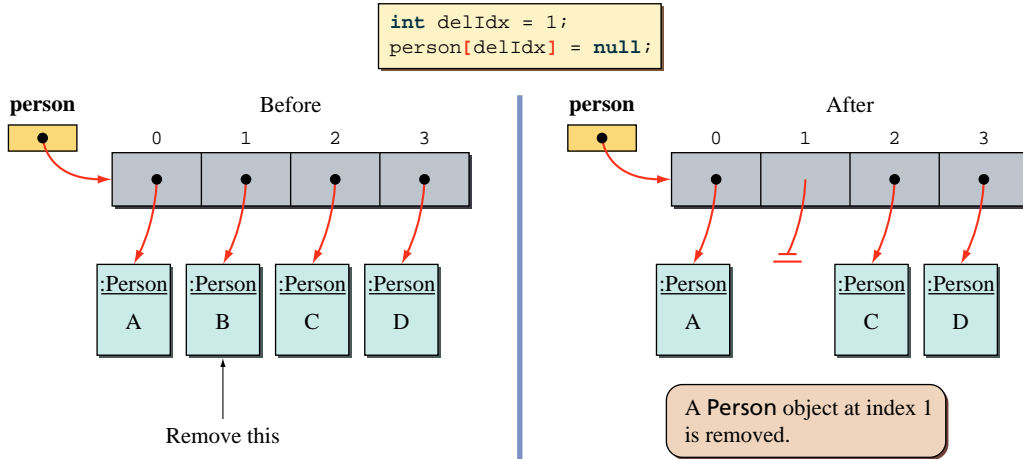 int delIdx = 1;
person[delIdx] = null;
person
Before
0 1 2 3
:Person
A
:Person
B
:Person
C
:Person
D
Remove this
person
After
0 1 2 3
:Person
A
:Person
C
:Person
D
A Person object at index 1
is removed.